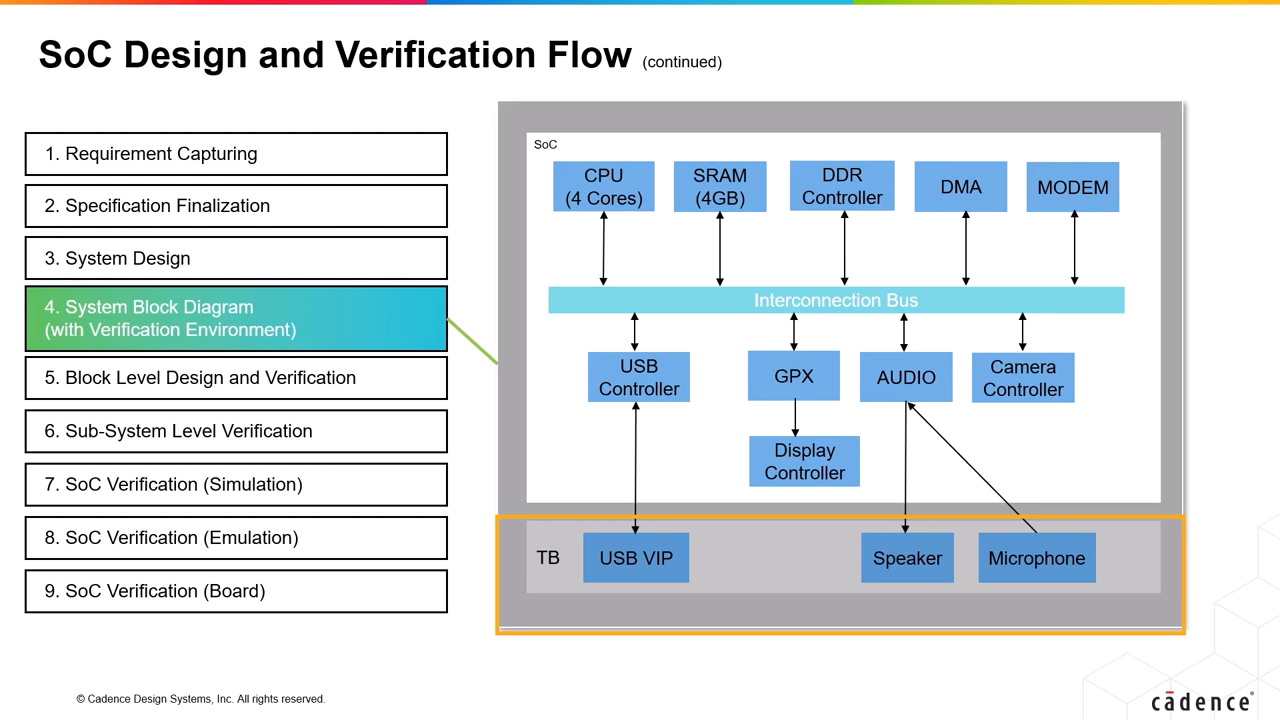 SoC Design and Verification Flow (continued)
1. Requirement Capturing
2. Specification Finalization
3. System Design
4. System Block Diagram
(with Verification Environment)
5. Block Level Design and Verification
6. Sub-System Level Verification
7. SoC Verification (Simulation)
8. SoC Verification (Emulation)
9. SoC Verification (Board)
SoC
CPU
(4 Cores)
SRAM
(4GB)
DDR
Controller
DMA
MODEM
Interconnection Bus
USB
Controller
GPX
AUDIO
Camera
Controller
Display
Controller
TB
USB VIP
Speaker
Microphone
© Cadence Design Systems, Inc. All rights reserved.
cādence®